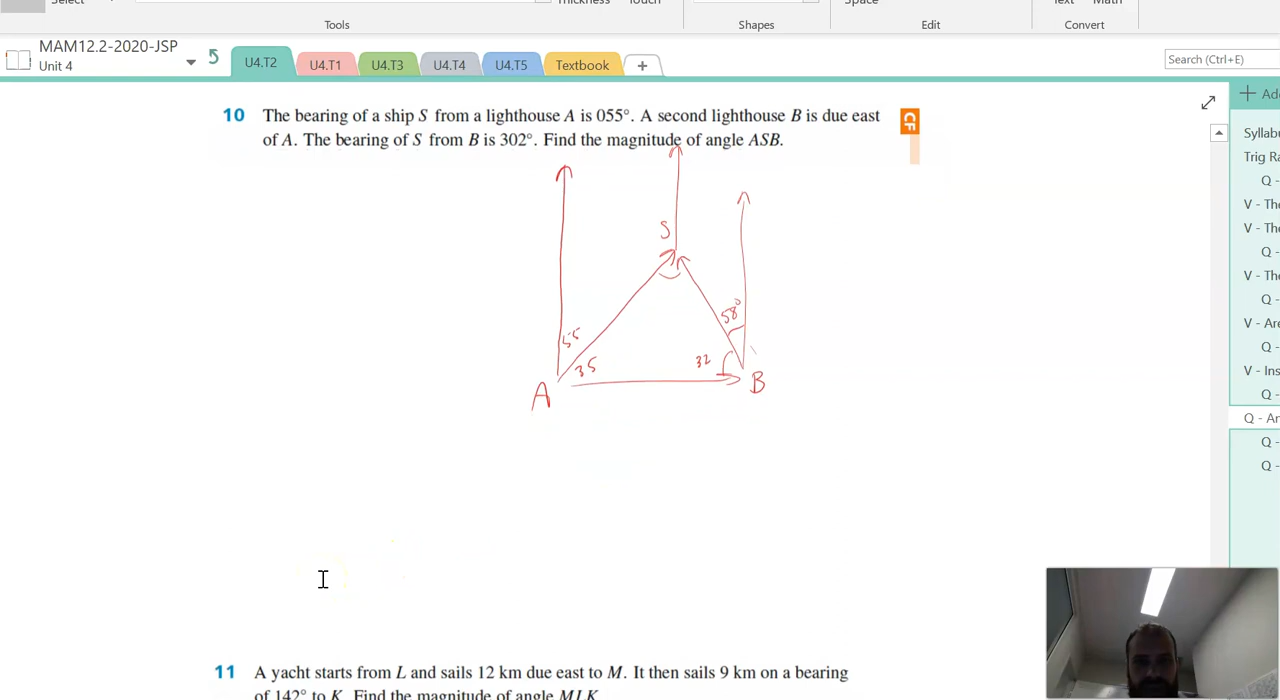 Select
Thickness
Touch
Space
Text
Math
Tools
Shapes
Edit
Convert
MAM12.2-2020-JSP
Unit 4
U4.T2
U4.T1
U4.T3
U4.T4
U4.T5
Textbook
+
Search (Ctrl+E)
10 The bearing of a ship S from a lighthouse A is 055°. A second lighthouse B is due east
of A. The bearing of S from B is 302°. Find the magnitude of angle ASB.
CF
S
55
35
58°
32
A
B
+ Ad
Syllabu
Trig Ra
Q -
V - The
V - The
Q -
V - The
Q -
V - Are
Q -
V - Ins
Q -
Q - Ar
Q -
Q -
11 A yacht starts from L and sails 12 km due east to M. It then sails 9 km on a bearing
of 142° to K. Find the magnitude of angle MLK.